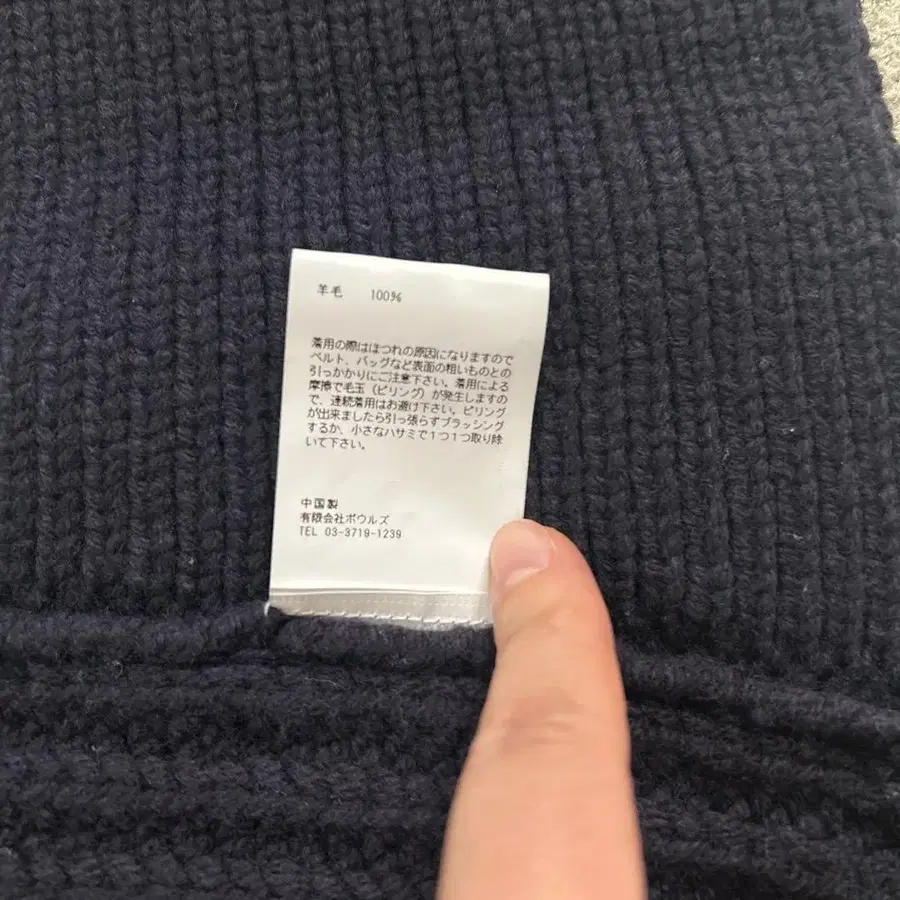 羊毛 100%
着用の際はほつれの原因になりますので
ベルト、バッグなど表面の粗いものとの
引っかかりにご注意下さい。着用による
摩擦で毛玉（ピリング）が発生しますの
で、連続着用はお避け下さい。ピリング
が出来ましたら引っ張らずブラッシング
するか、小さなハサミで1つ1つ取り除
いて下さい。
中国製
有限会社ボウルズ
TEL 03-3719-1239